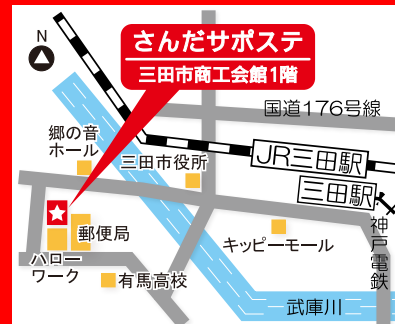 N
さんだサポステ
三田市商工会館1階
国道176号線
郷の音
ホール
三田市役所
JR三田駅
三田駅
神戸電鉄
郵便局
ハロー
ワーク
キッピーモール
有馬高校
武庫川